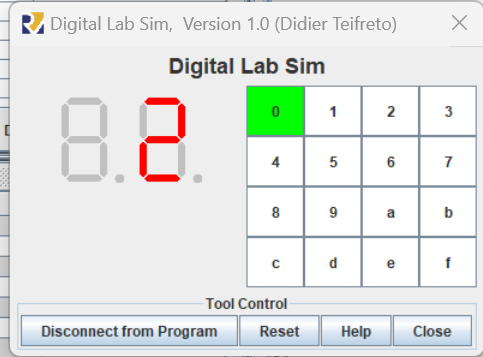 Digital Lab Sim, Version 1.0 (Didier Teifreto)
Digital Lab Sim
2
0 1 2 3
4 5 6 7
8 9 a b
c d e f
Tool Control
Disconnect from Program Reset Help Close